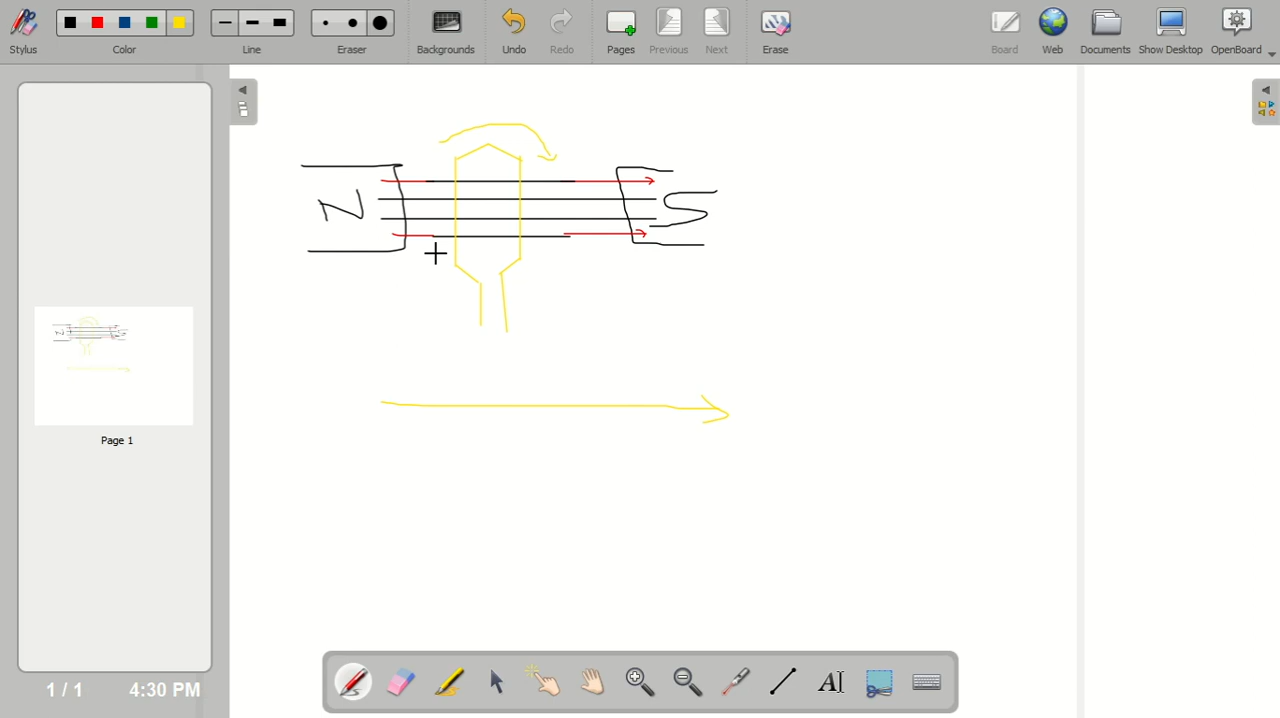 Stylus Color Line Eraser Backgrounds Undo Redo Pages Previous Next Erase Board Web Documents Show Desktop OpenBoard
N S
Page 1
1 / 1 4:30 PM
AI